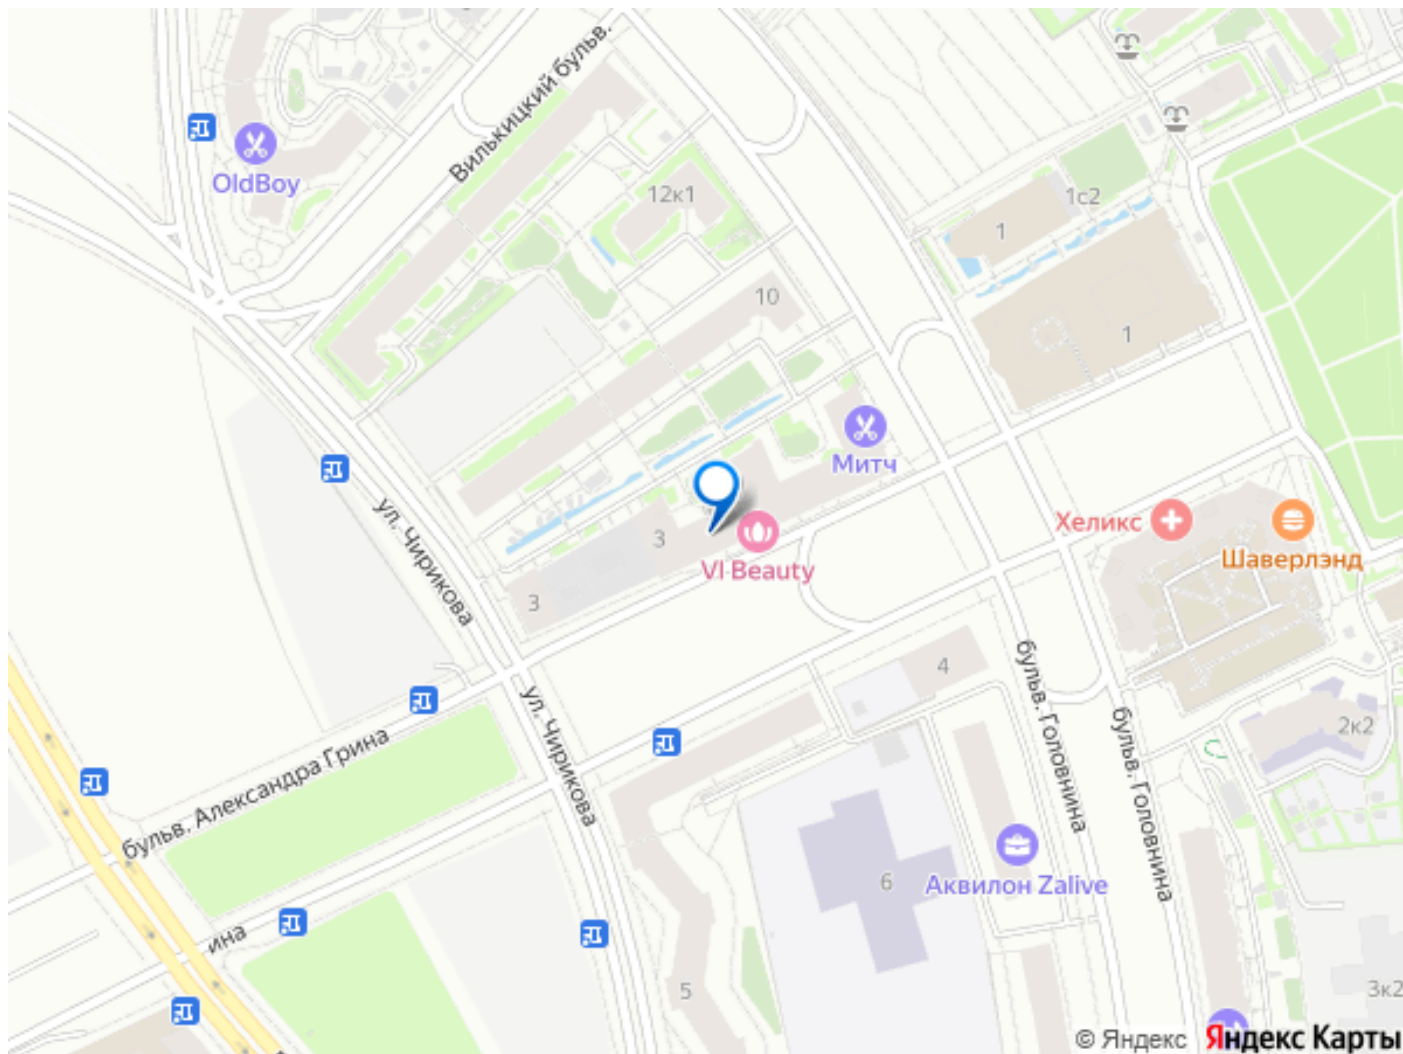 Вилькицкий бульв.
OldBoy
12к1
1с2
1
10
1
Митч
ул. Чирикова
3
VI Beauty
Хеликс
Шаверлэнд
3
4
бульв. Головнина
ул. Чирикова
бульв. Головнина
2к2
бульв. Александра Грина
6
Аквилон Zalive
ина
5
3к2
© Яндекс Яндекс Карты